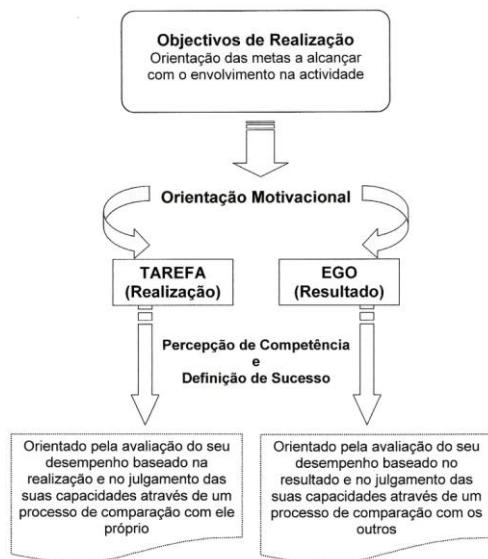 Objectivos de Realização
Orientação das metas a alcançar
com o envolvimento na actividade
Orientação Motivacional
TAREFA
(Realização)
EGO
(Resultado)
Percepção de Competência
e
Definição de Sucesso
Orientado pela avaliação do seu
desempenho baseado na
realização e no julgamento das
suas capacidades através de um
processo de comparação com ele
próprio
Orientado pela avaliação do seu
desempenho baseado no
resultado e no julgamento das
suas capacidades através de um
processo de comparação com os
outros